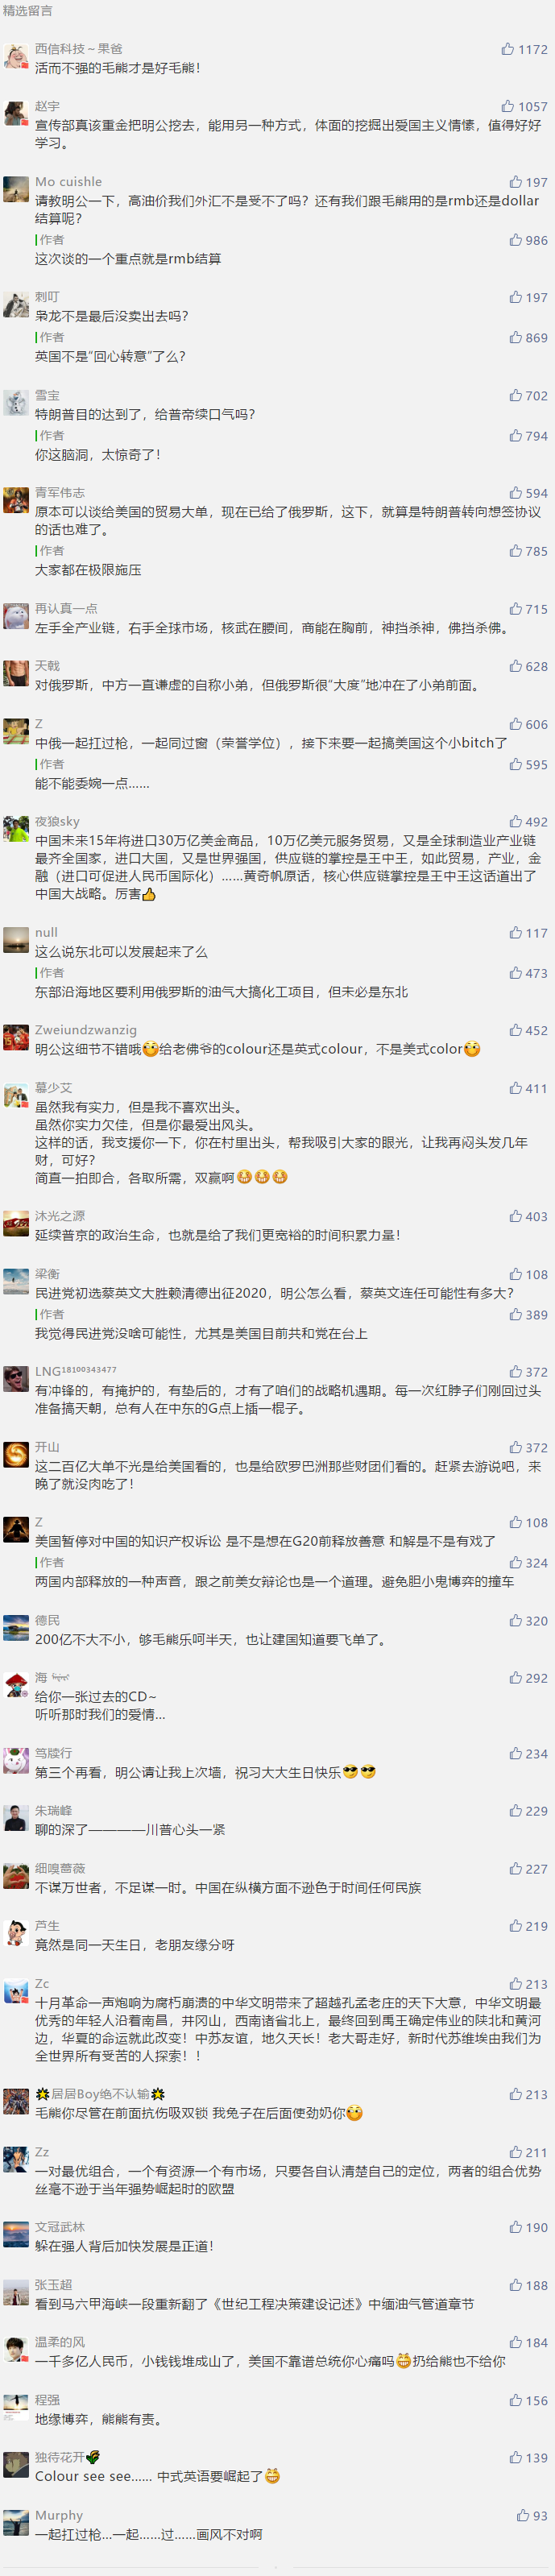 精选留言
西信科技～果爸 1172
活而不强的毛熊才是好毛熊！
赵宇 1057
宣传部真该重金把明公挖去，能用另一种方式，体面的挖掘出爱国主义情愫，值得好好
学习。
Mo cuishle 197
请教明公一下，高油价我们外汇不是受不了吗？还有我们跟毛熊用的是rmb还是dollar
结算呢？
作者 986
这次谈的一个重点就是rmb结算
刺叮 197
枭龙不是最后没卖出去吗？
作者 869
英国不是“回心转意”了么？
雪宝 702
特朗普目的达到了，给普帝续口气吗？
作者 794
你这脑洞，太惊奇了！
青军伟志 594
原本可以谈给美国的贸易大单，现在已给了俄罗斯，这下，就算是特朗普转向想签协议
的话也难了。
作者 785
大家都在极限施压
再认真一点 715
左手全产业链，右手全球市场，核武在腰间，商能在胸前，神挡杀神，佛挡杀佛。
天戟 628
对俄罗斯，中方一直谦虚的自称小弟，但俄罗斯很“大度”地冲在了小弟前面。
Z 606
中俄一起扛过枪，一起同过窗（荣誉学位），接下来要一起搞美国这个小bitch了
作者 595
能不能委婉一点……
夜狼sky 492
中国未来15年将进口30万亿美金商品，10万亿美元服务贸易，又是全球制造业产业链
最齐全国家，进口大国，又是世界强国，供应链的掌控是王中王，如此贸易，产业，金
融（进口可促进人民币国际化）……黄奇帆原话，核心供应链掌控是王中王这话道出了
中国大战略。厉害👍
null 117
这么说东北可以发展起来了么
作者 473
东部沿海地区要利用俄罗斯的油气大搞化工项目，但未必是东北
Zweiundzwanzig 452
明公这细节不错哦给老佛爷的colour还是英式colour，不是美式color
慕少艾 411
虽然我有实力，但是我不喜欢出头。
虽然你实力欠佳，但是你最爱出风头。
这样的话，我支援你一下，你在村里出头，帮我吸引大家的眼光，让我再闷头发几年
财，可好？
简直一拍即合，各取所需，双赢啊😁😁😁
沐光之源 403
延续普京的政治生命，也就是给了我们更宽裕的时间积累力量！
梁衡 108
民进党初选蔡英文大胜赖清德出征2020，明公怎么看，蔡英文连任可能性有多大？
作者 389
我觉得民进党没啥可能性，尤其是美国目前共和党在台上
LNG¹⁸¹⁰⁰³⁴³⁴⁷⁷ 372
有冲锋的，有掩护的，有垫后的，才有了咱们的战略机遇期。每一次红脖子们刚回过头
准备搞天朝，总有人在中东的G点上插一棍子。
开山 372
这二百亿大单不光是给美国看的，也是给欧罗巴洲那些财团们看的。赶紧去游说吧，来
晚了就没肉吃了！
Z 108
美国暂停对中国的知识产权诉讼 是不是想在G20前释放善意 和解是不是有戏了
作者 324
两国内部释放的一种声音，跟之前美女辩论也是一个道理。避免胆小鬼博弈的撞车
德民 320
200亿不大不小，够毛熊乐呵半天，也让建国知道要飞单了。
海 292
给你一张过去的CD~
听听那时我们的爱情...
笃牍行 234
第三个再看，明公请让我上次墙，祝习大大生日快乐😎😎
朱瑞峰 229
聊的深了————川普心头一紧
细嗅蔷薇 227
不谋万世者，不足谋一时。中国在纵横方面不逊色于时间任何民族
芦生 219
竟然是同一天生日，老朋友缘分呀
Zc 213
十月革命一声炮响为腐朽崩溃的中华文明带来了超越孔孟老庄的天下大意，中华文明最
优秀的年轻人沿着南昌，井冈山，西南诸省北上，最终回到禹王确定伟业的陕北和黄河
边，华夏的命运就此改变！中苏友谊，地久天长！老大哥走好，新时代苏维埃由我们为
全世界所有受苦的人探索！！
居居Boy绝不认输 213
毛熊你尽管在前面抗伤吸双锁 我兔子在后面使劲奶你
Zz 211
一对最优组合，一个有资源一个有市场，只要各自认清楚自己的定位，两者的组合优势
丝毫不逊于当年强势崛起时的欧盟
文冠武林 190
躲在强人背后加快发展是正道！
张玉超 188
看到马六甲海峡一段重新翻了《世纪工程决策建设记述》中缅油气管道章节
温柔的风 184
一千多亿人民币，小钱钱堆成山了，美国不靠谱总统你心痛吗😁扔给熊也不给你
程强 156
地缘博弈，熊熊有责。
独待花开 139
Colour see see...... 中式英语要崛起了😁
Murphy 93
一起扛过枪...一起......过......画风不对啊